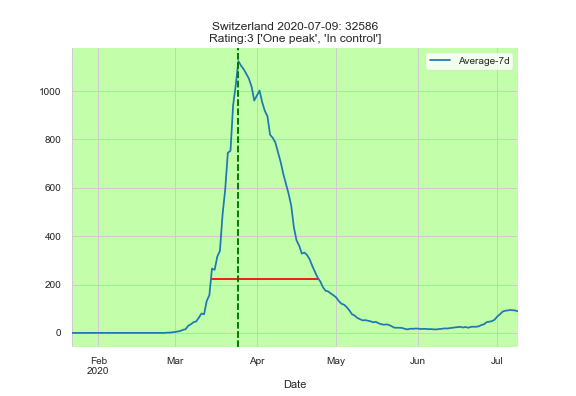 Switzerland 2020-07-09: 32586
Rating:3 ['One peak', 'In control']
Average-7d
1000
800
600
400
200
0
Feb
2020
Mar
Apr
May
Jun
Jul
Date